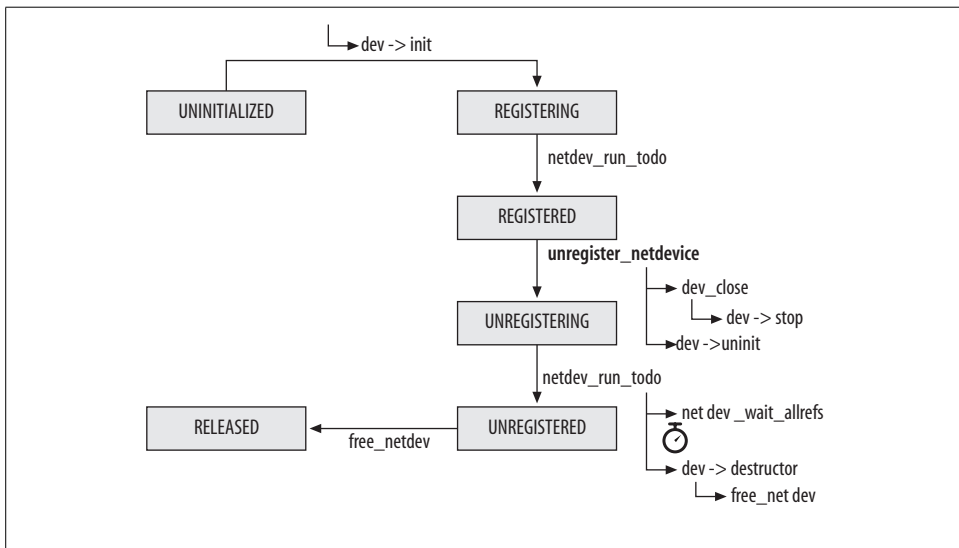 dev -> init
UNINITIALIZED
REGISTERING
netdev_run_todo
REGISTERED
unregister_netdevice
dev_close
dev -> stop
UNREGISTERING
dev ->uninit
netdev_run_todo
RELEASED
free_netdev
UNREGISTERED
net dev _wait_allrefs
dev -> destructor
free_net dev